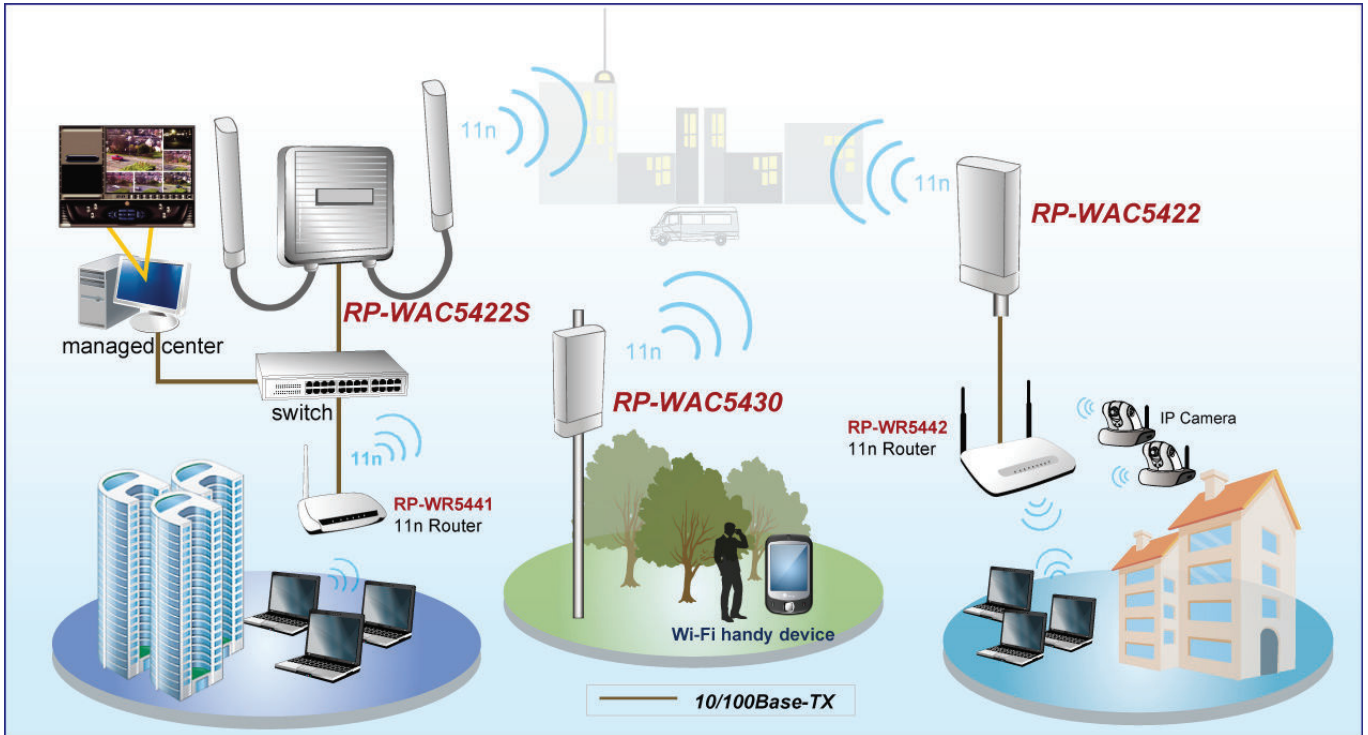 11n
11n
RP-WAC5422
RP-WAC5422S
managed center
11n
switch
RP-WAC5430
11n
RP-WR5441
11n Router
RP-WR5442
11n Router
IP Camera
Wi-Fi handy device
10/100Base-TX